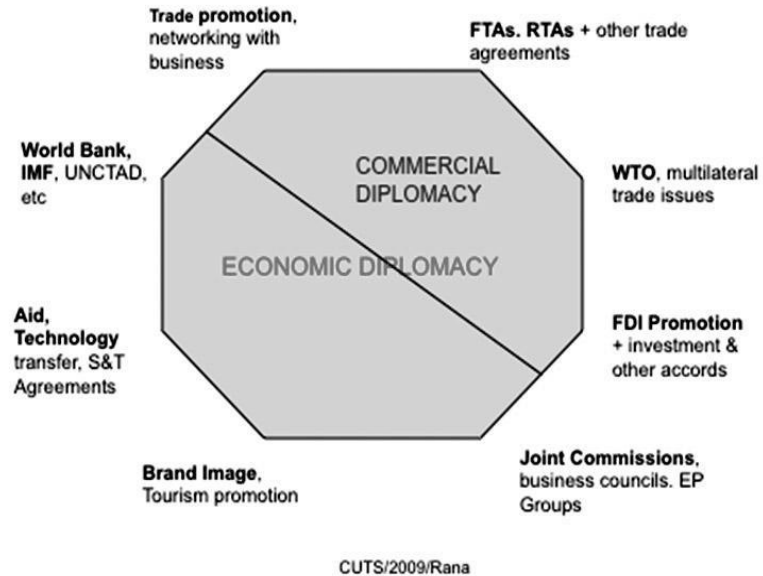 Trade promotion,
networking with
business
FTAs. RTAs + other trade
agreements
World Bank,
IMF, UNCTAD,
etc
COMMERCIAL
DIPLOMACY
WTO, multilateral
trade issues
ECONOMIC DIPLOMACY
Aid,
Technology
transfer, S&T
Agreements
FDI Promotion
+ investment &
other accords
Brand Image,
Tourism promotion
Joint Commissions,
business councils. EP
Groups
CUTS/2009/Rana